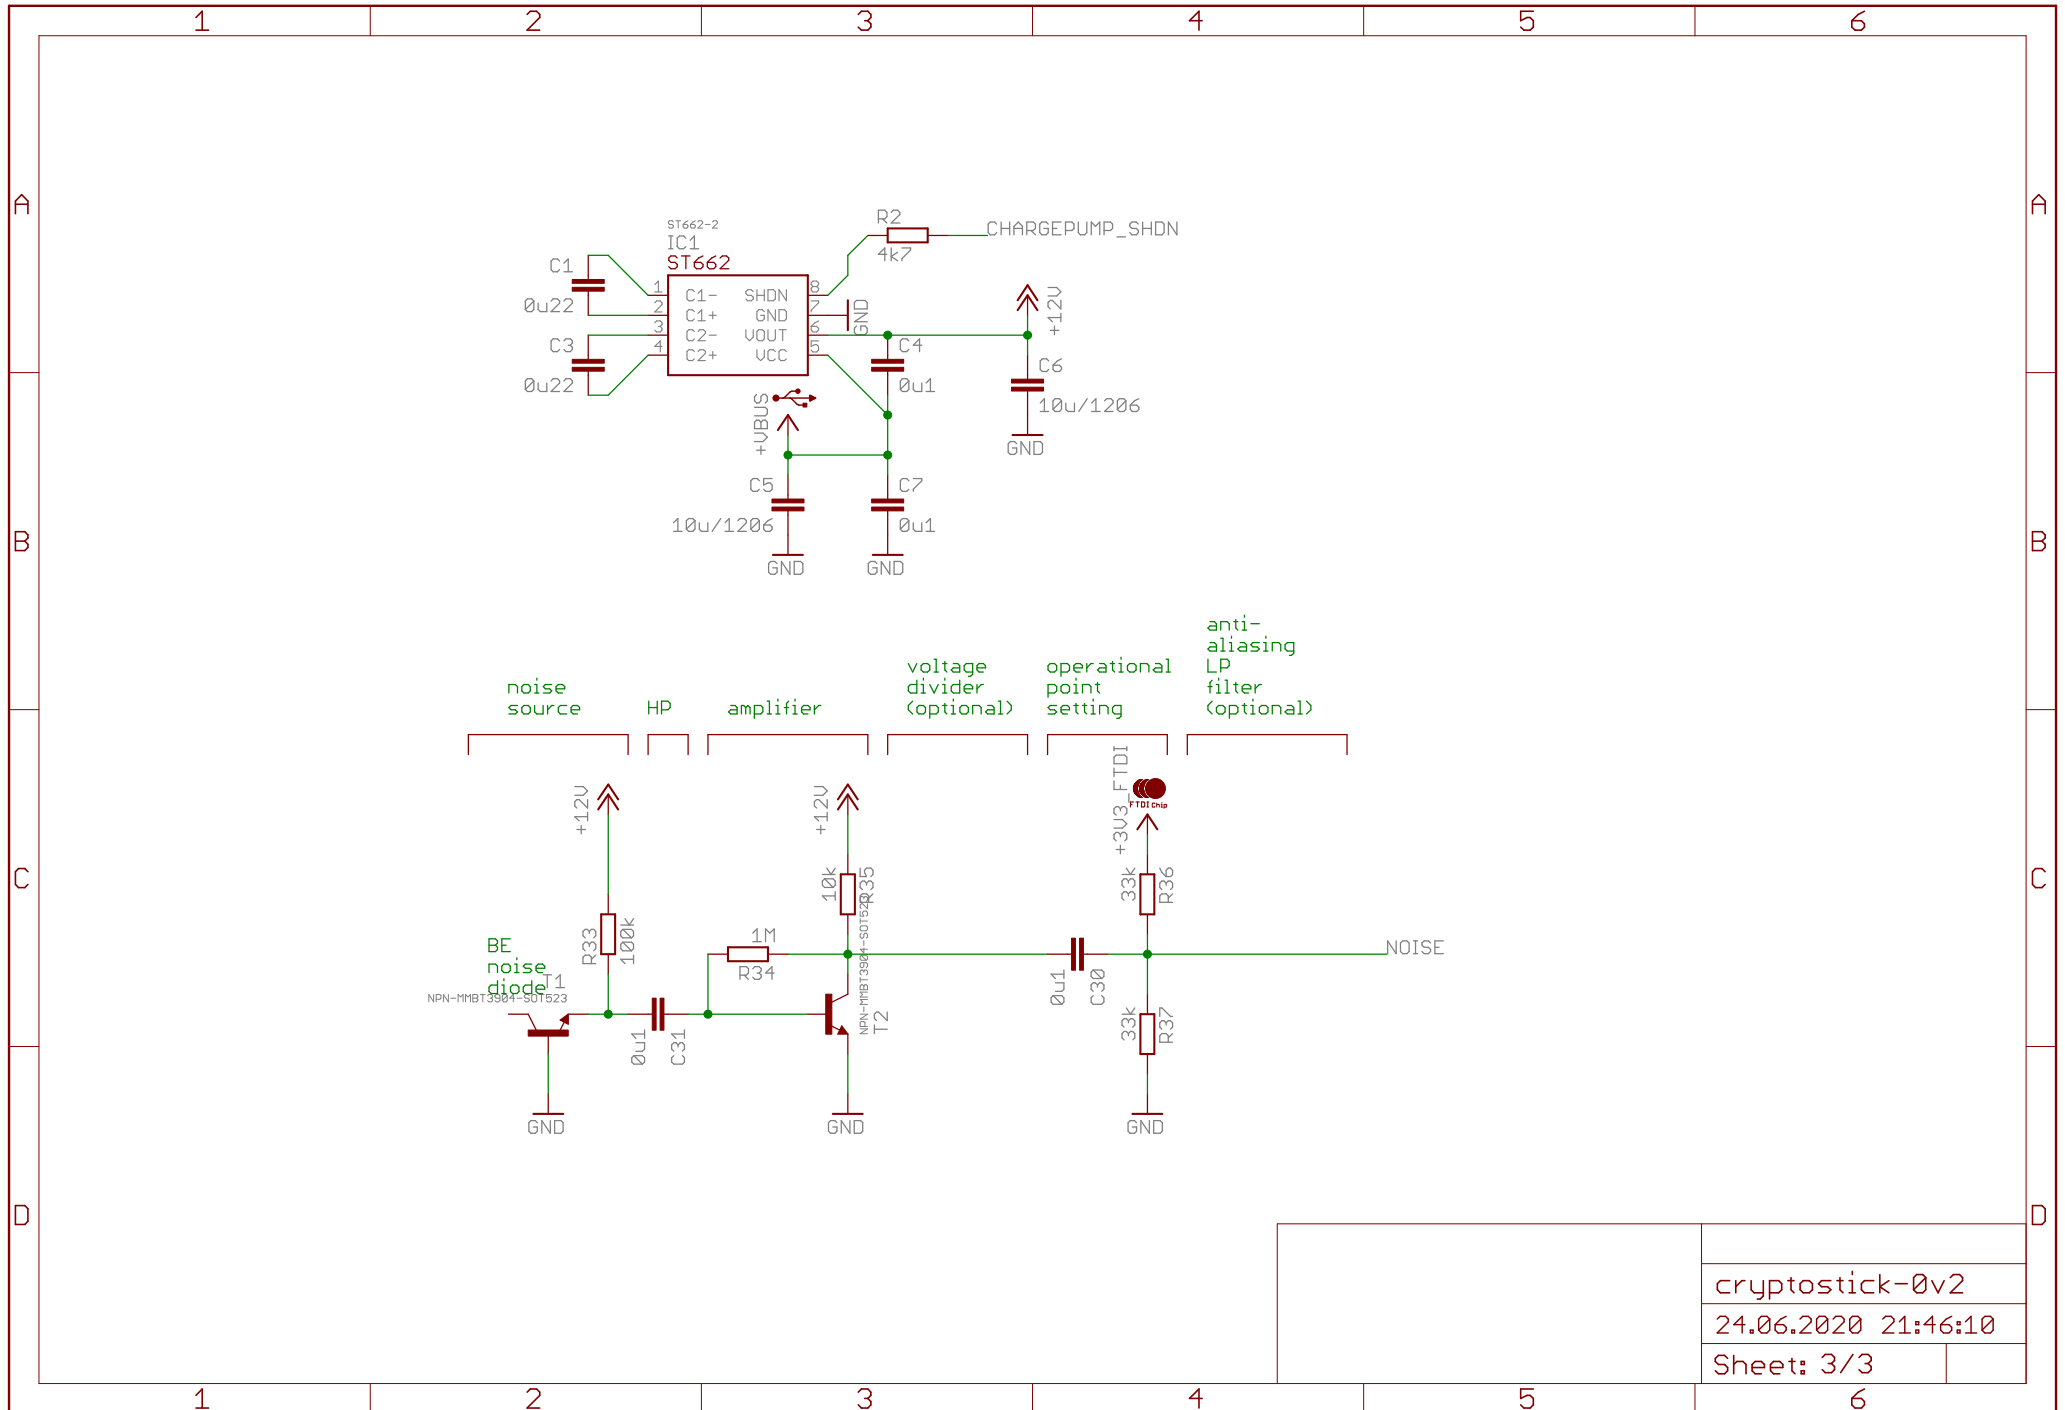 1 2 3 4 5 6
A A
ST662-2
IC1
ST662
R2
4k7
CHARGEPUMP_SHDN
C1
0u22
1 C1- SHDN 8
2 C1+ GND 7
3 C2- VOUT 6
4 C2+ VCC 5
GND
+12V
C3
0u22
C4
0u1
C6
10u/1206
GND
+VBUS
C5
10u/1206
GND
C7
0u1
GND
B B
noise
source
HP
amplifier
voltage
divider
(optional)
operational
point
setting
anti-
aliasing
LP
filter
(optional)
+12V
+12V
+3V3_FTDI
FTDI Chip
C C
R33
100k
10k
R35
33k
R36
BE
noise
diode
T1
NPN-MMBT3904-SOT523
1M
R34
NPN-MMBT3904-SOT523
T2
0u1
C31
0u1
C30
NOISE
33k
R37
GND
GND
GND
D D
cryptostick-0v2
24.06.2020 21:46:10
Sheet: 3/3
1 2 3 4 5 6